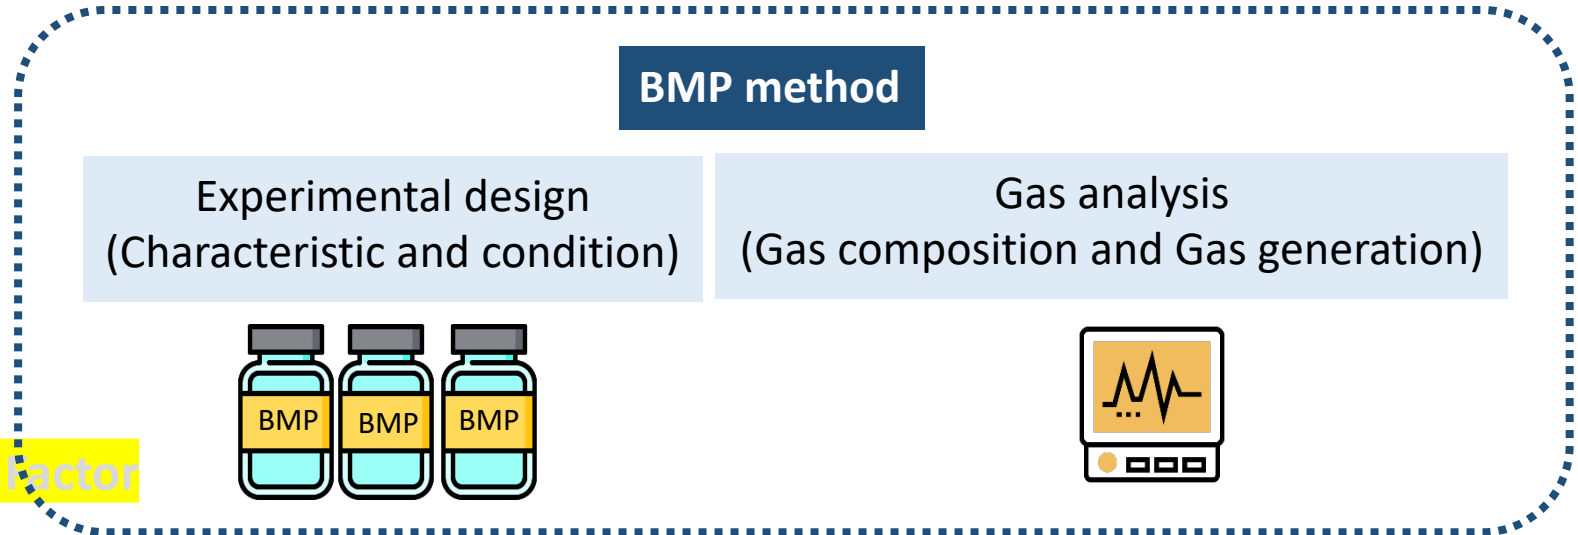 BMP method
Experimental design
(Characteristic and condition)
Gas analysis
(Gas composition and Gas generation)
BMP
BMP
BMP
Factor